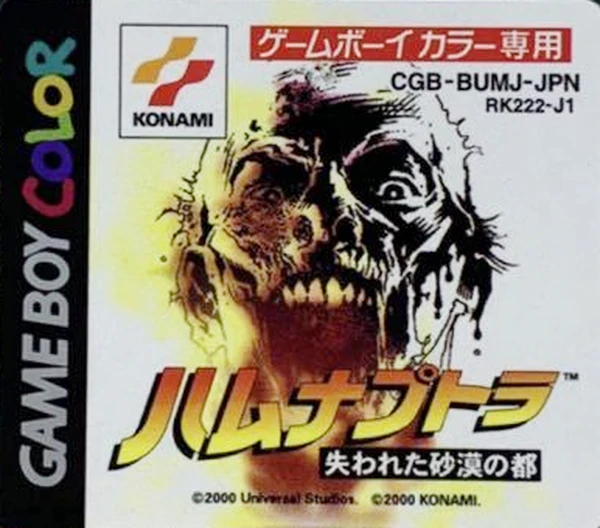 GAME BOY COLOR
KONAMI
ゲームボーイカラー専用
CGB-BUMJ-JPN
RK222-J1
ハムナプトラ™
失われた砂漠の都
©2000 Universal Studios. ©2000 KONAMI.